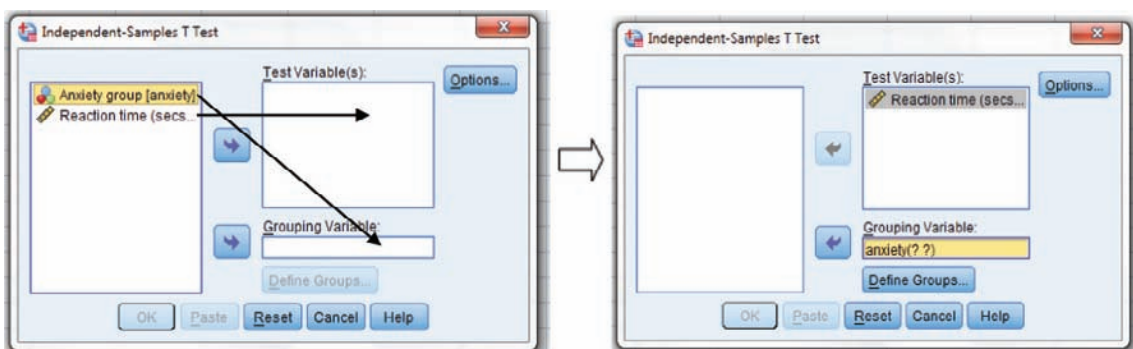 Independent-Samples T Test
Anxiety group [anxiety]
Reaction time (secs...
Test Variable(s):
Options...
Grouping Variable:
Define Groups...
OK Paste Reset Cancel Help
Independent-Samples T Test
Test Variable(s):
Reaction time (secs...
Options...
Grouping Variable:
anxiety(? ?)
Define Groups...
OK Paste Reset Cancel Help